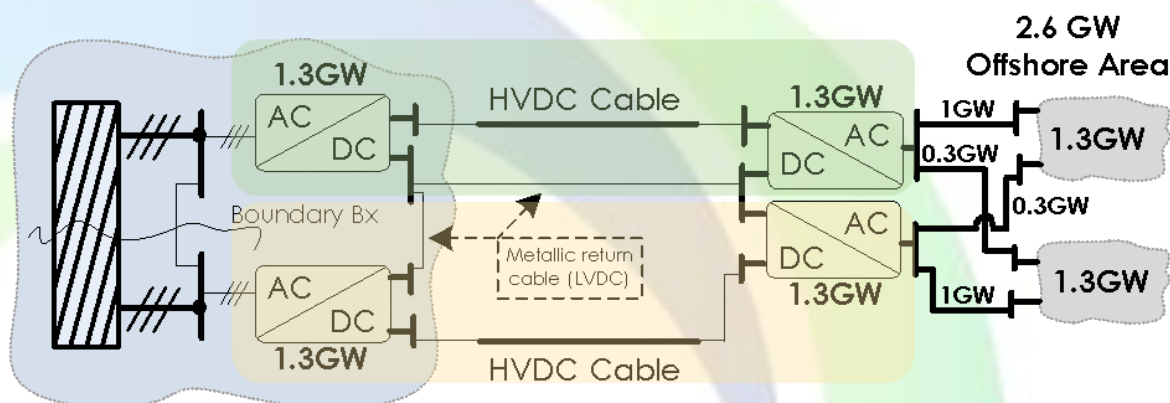 2.6 GW
Offshore Area
1.3GW
AC
DC
HVDC Cable
1.3GW
AC
DC
1GW
0.3GW
1.3GW
0.3GW
Boundary Bx
Metallic return
cable (LVDC)
AC
DC
1.3GW
AC
DC
1.3GW
1GW
1.3GW
HVDC Cable